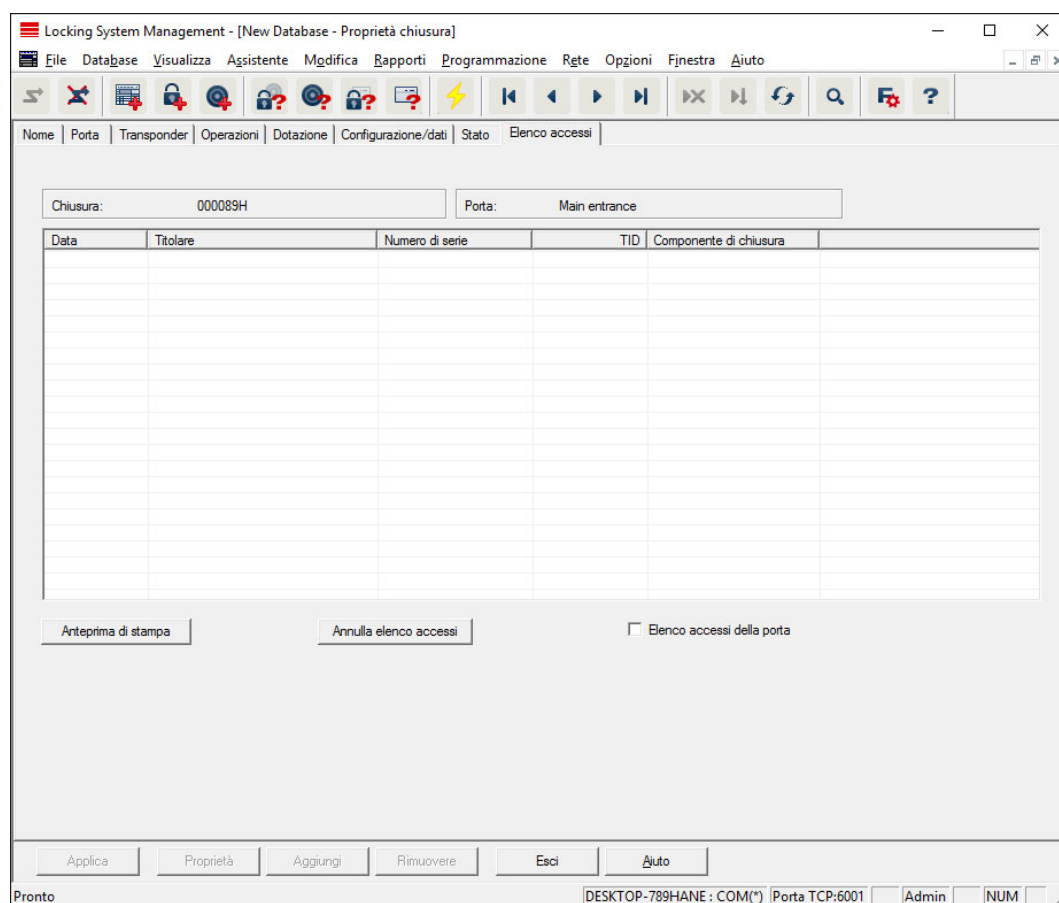 Locking System Management - [New Database - Proprietà chiusura]
File Database Visualizza Assistente Modifica Rapporti Programmazione Rete Opzioni Finestra Aiuto
Nome Porta Transponder Operazioni Dotazione Configurazione/dati Stato Elenco accessi
Chiusura: 000089H Porta: Main entrance
Data Titolare Numero di serie TID Componente di chiusura
Anteprima di stampa Annulla elenco accessi Elenco accessi della porta
Applica Proprietà Aggiungi Rimuovere Esci Aiuto
Pronto DESKTOP-789HANE : COM(*) Porta TCP:6001 Admin NUM